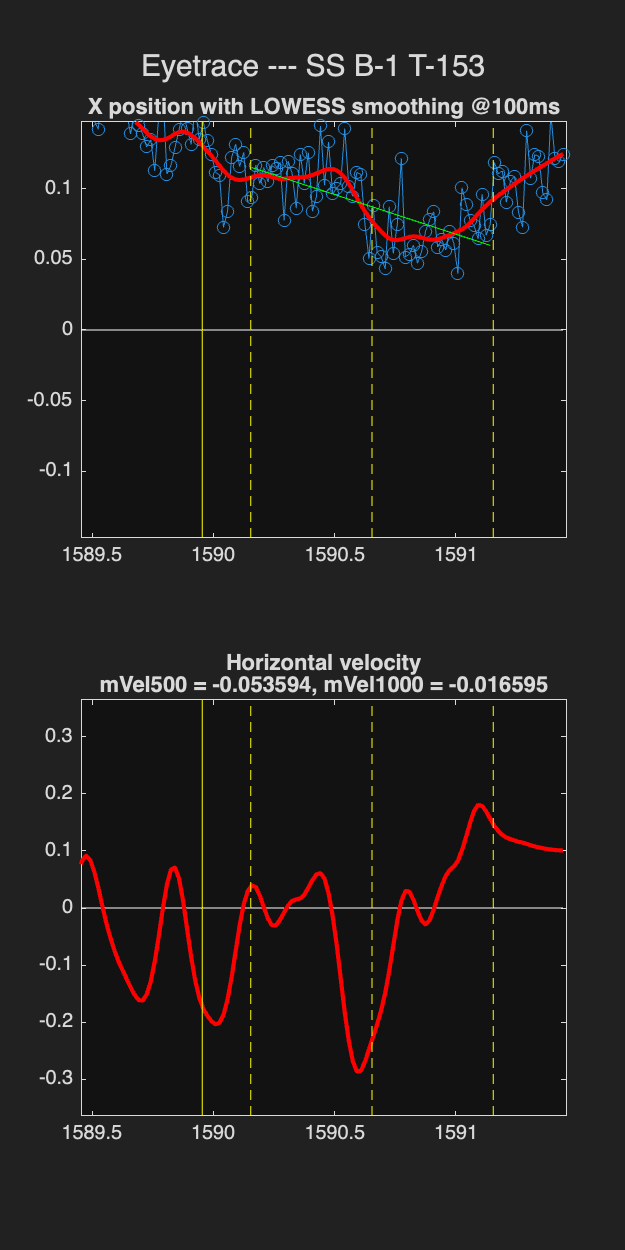 Eyetrace --- SS B-1 T-153
X position with LOWESS smoothing @100ms
0.1
0.05
0
-0.05
-0.1
1589.5 1590 1590.5 1591
Horizontal velocity
mVel500 = -0.053594, mVel1000 = -0.016595
0.3
0.2
0.1
0
-0.1
-0.2
-0.3
1589.5 1590 1590.5 1591